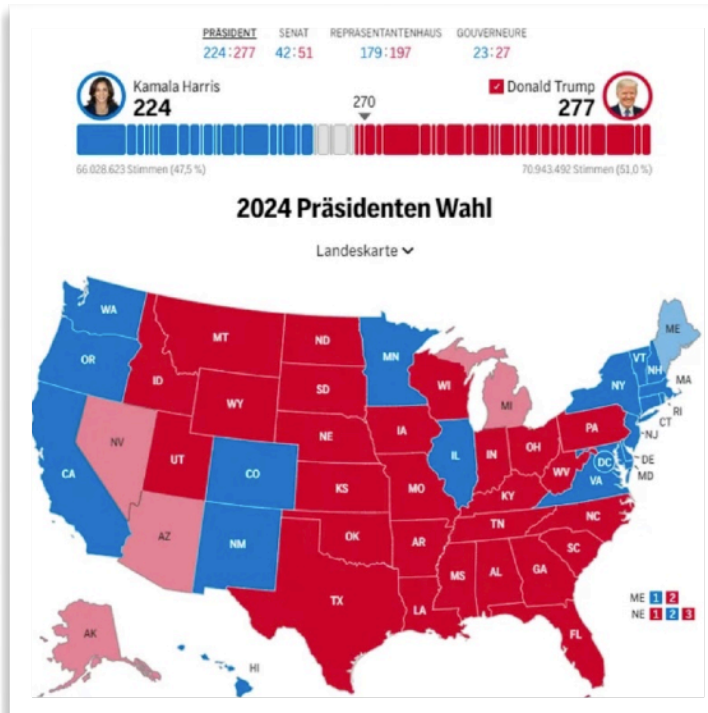 PRÄSIDENT SENAT REPRÄSENTANTENHAUS GOUVERNEURE
224:277 42:51 179:197 23:27
Kamala Harris
224
270
Donald Trump
277
66.028.623 Stimmen (47,5 %)
70.943.492 Stimmen (51,0 %)
2024 Präsidenten Wahl
Landeskarte
WA
MT
ND
MN
ME
OR
ID
SD
WI
MI
VT
NH
NY
MA
WY
RI
CT
NV
UT
NE
IA
PA
NJ
CA
CO
IL
IN
OH
DC
DE
MD
KS
MO
WV
VA
KY
AZ
NM
OK
AR
TN
NC
SC
TX
MS
AL
GA
LA
ME 1 2
NE 1 2 3
AK
FL
HI